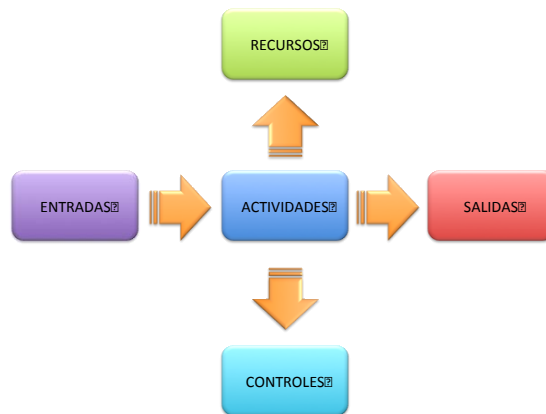 RECURSOS
ENTRADAS
ACTIVIDADES
SALIDAS
CONTROLES